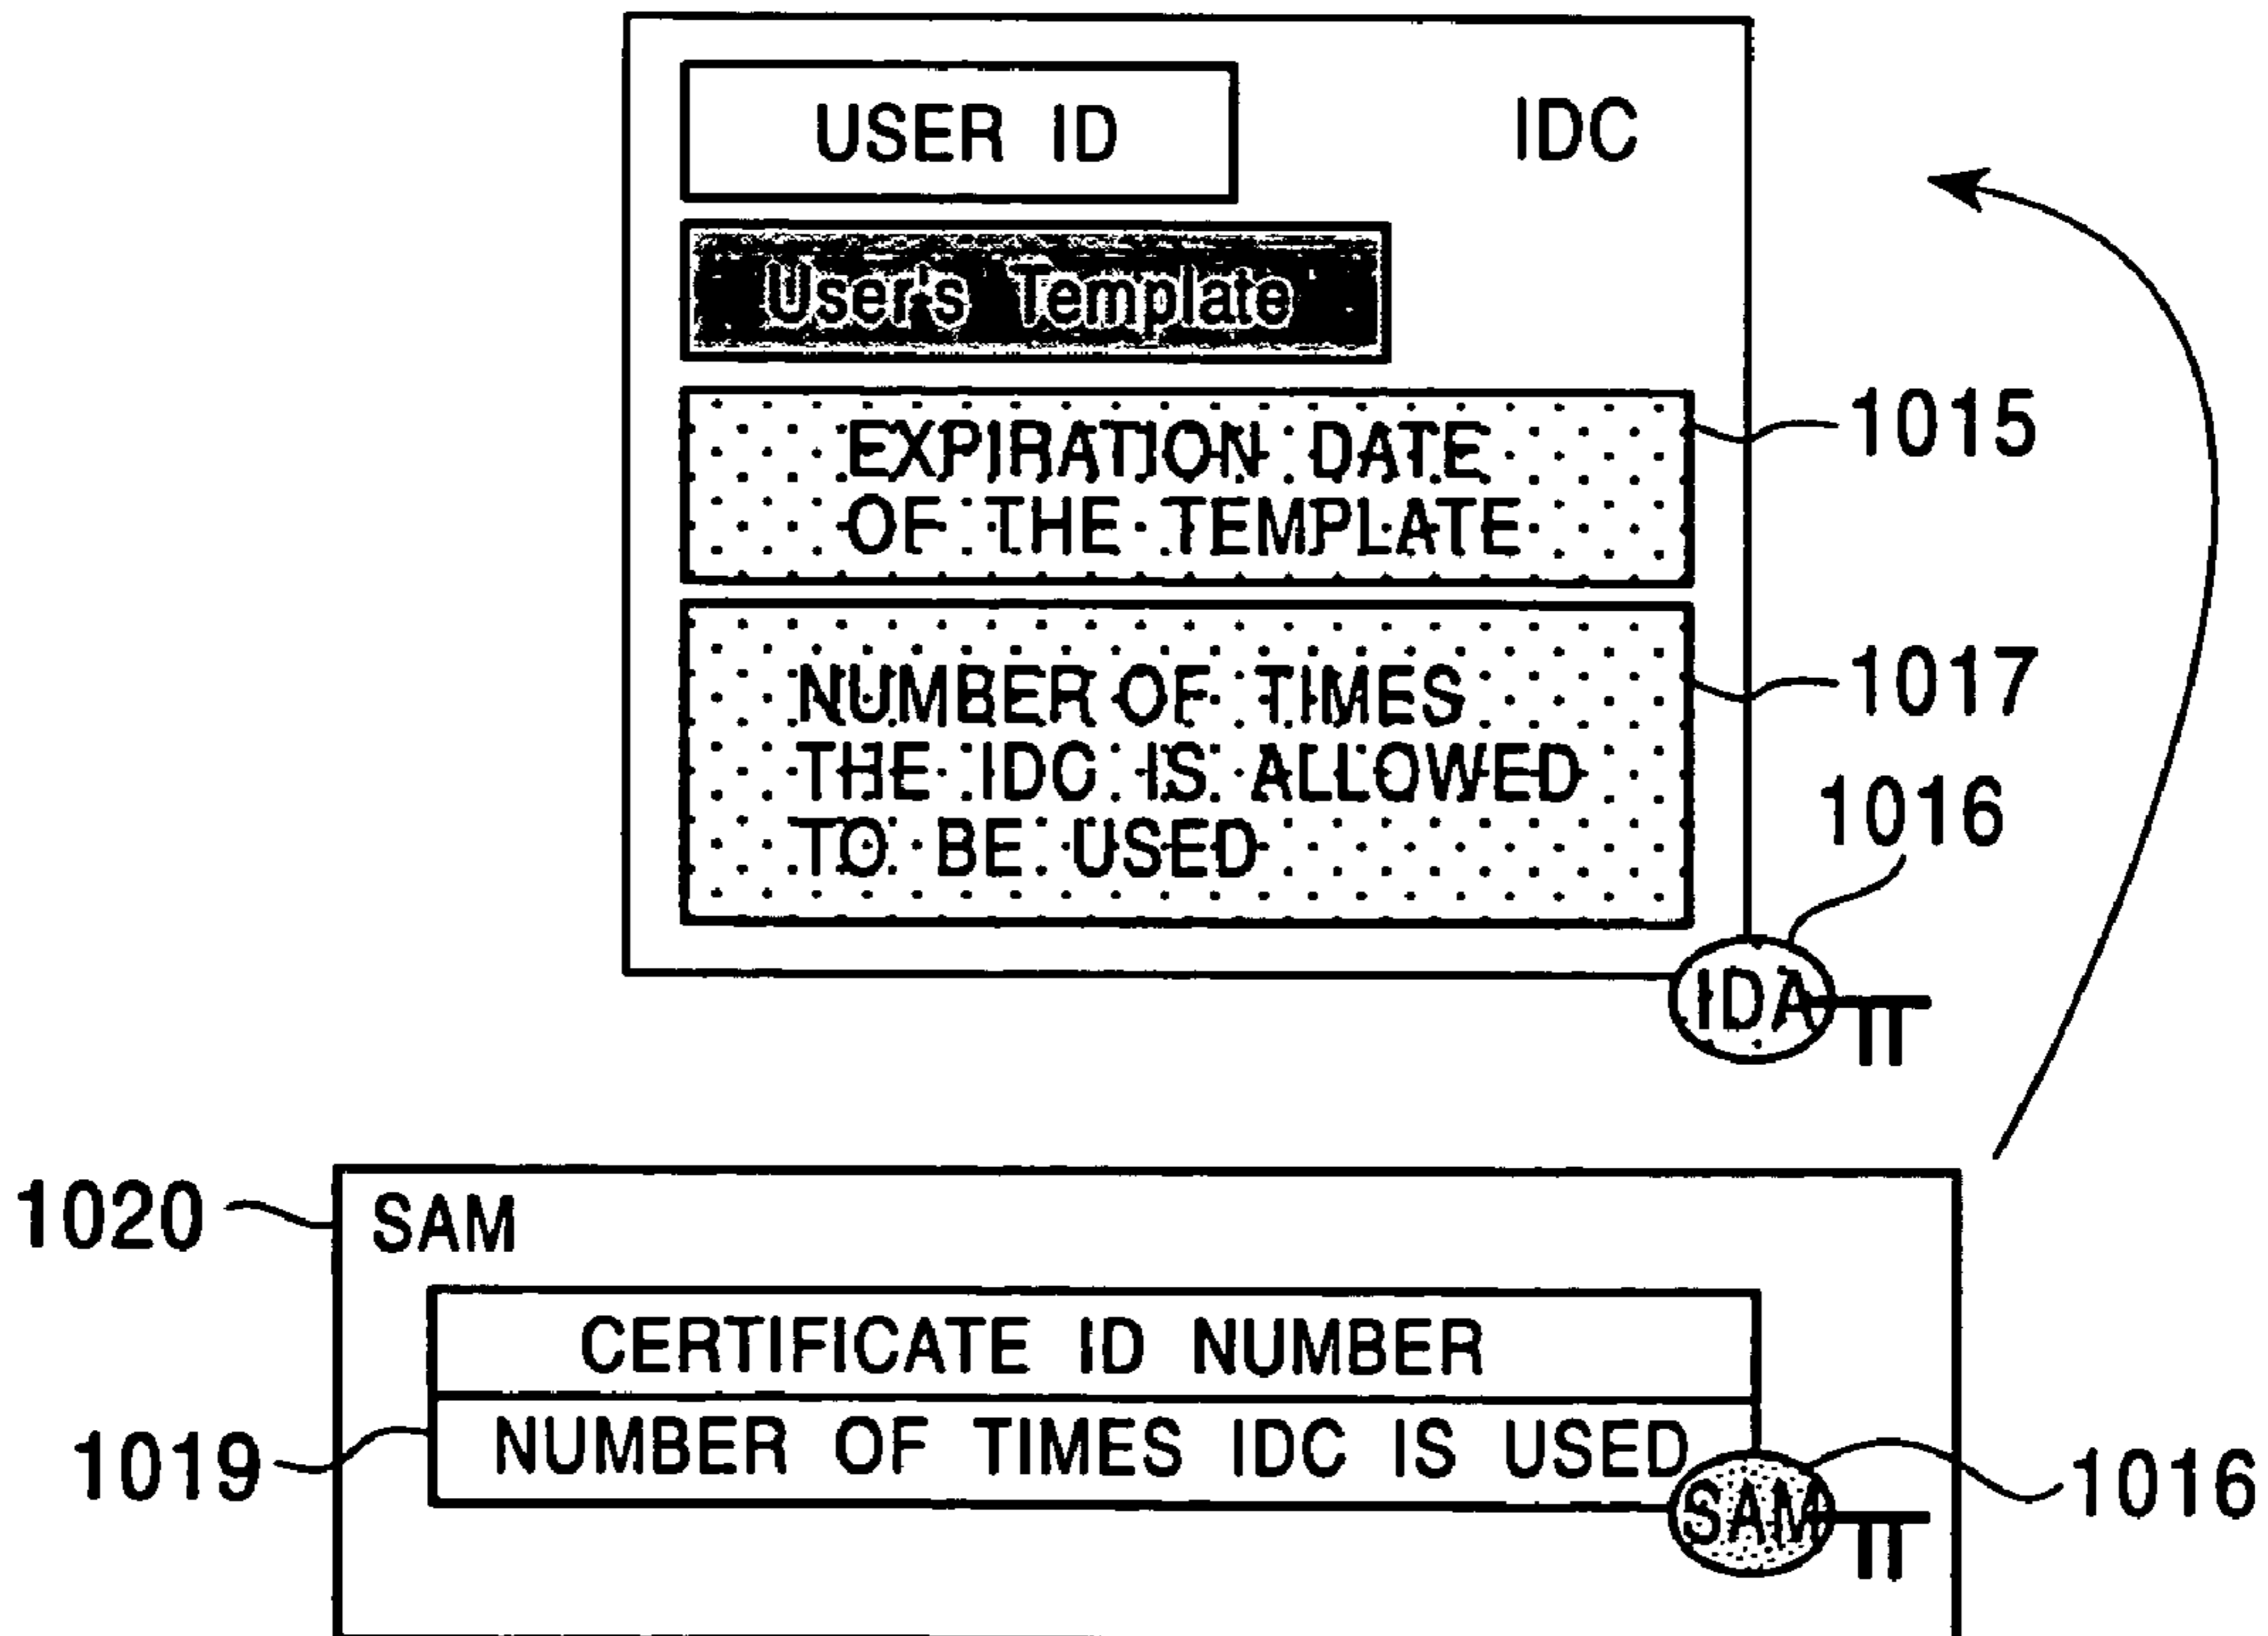 USER ID
IDC
User's Template
EXPIRATION DATE
OF THE TEMPLATE
1015
NUMBER OF TIMES
THE IDC IS ALLOWED
TO BE USED
1017
1016
IDA
1020
SAM
CERTIFICATE ID NUMBER
1019
NUMBER OF TIMES IDC IS USED
SAM
1016